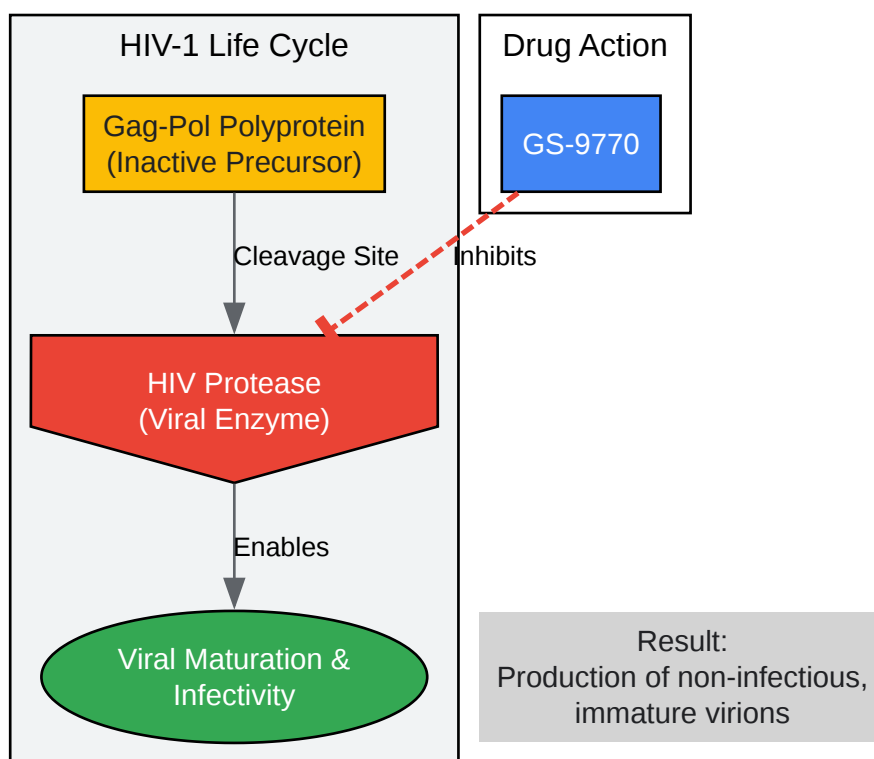 HIV-1 Life Cycle
Drug Action
Gag-Pol Polyprotein
(Inactive Precursor)
GS-9770
Cleavage Site
Inhibits
HIV Protease
(Viral Enzyme)
Enables
Viral Maturation &
Infectivity
Result:
Production of non-infectious,
immature virions